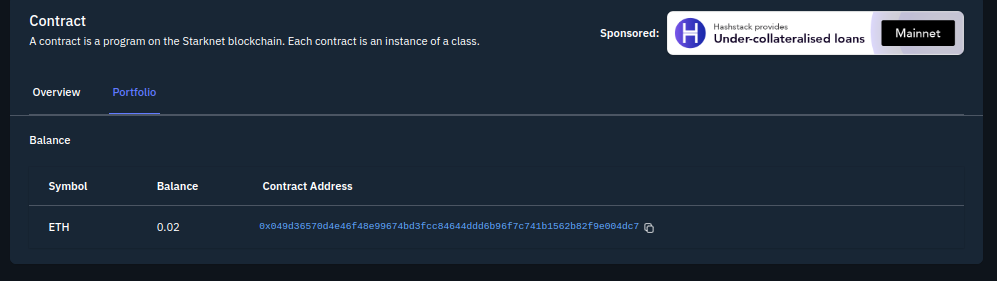 Contract
A contract is a program on the Starknet blockchain. Each contract is an instance of a class.
Sponsored:
H
Hashstack provides
Under-collateralised loans
Mainnet
Overview
Portfolio
Balance
Symbol
Balance
Contract Address
ETH
0.02
0x049d36570d4e46f48e99674bd3fcc84644ddd6b96f7c741b1562b82f9e004dc7